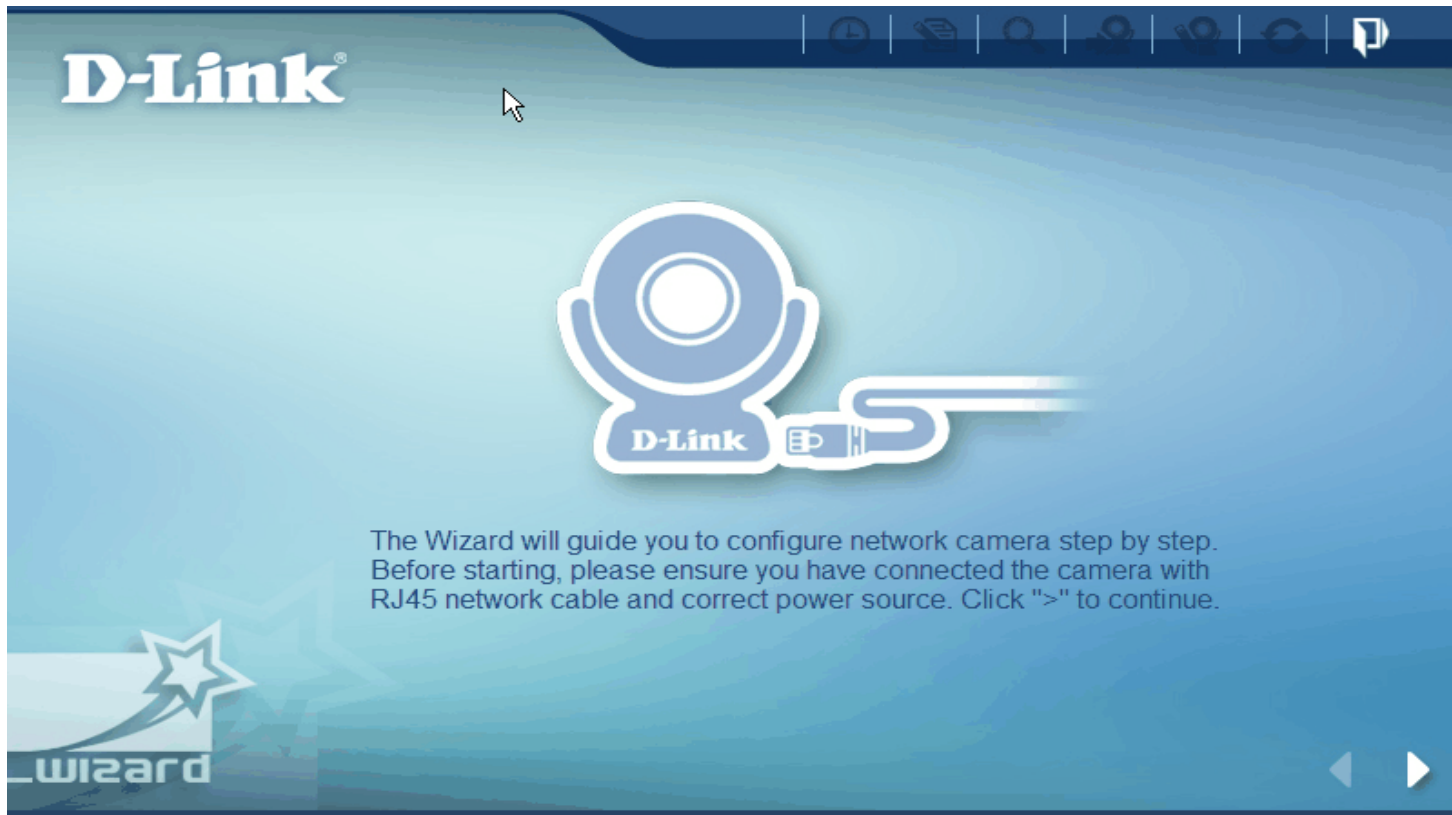 D-Link®
D-Link
The Wizard will guide you to configure network camera step by step.
Before starting, please ensure you have connected the camera with
RJ45 network cable and correct power source. Click ">" to continue.
wizard